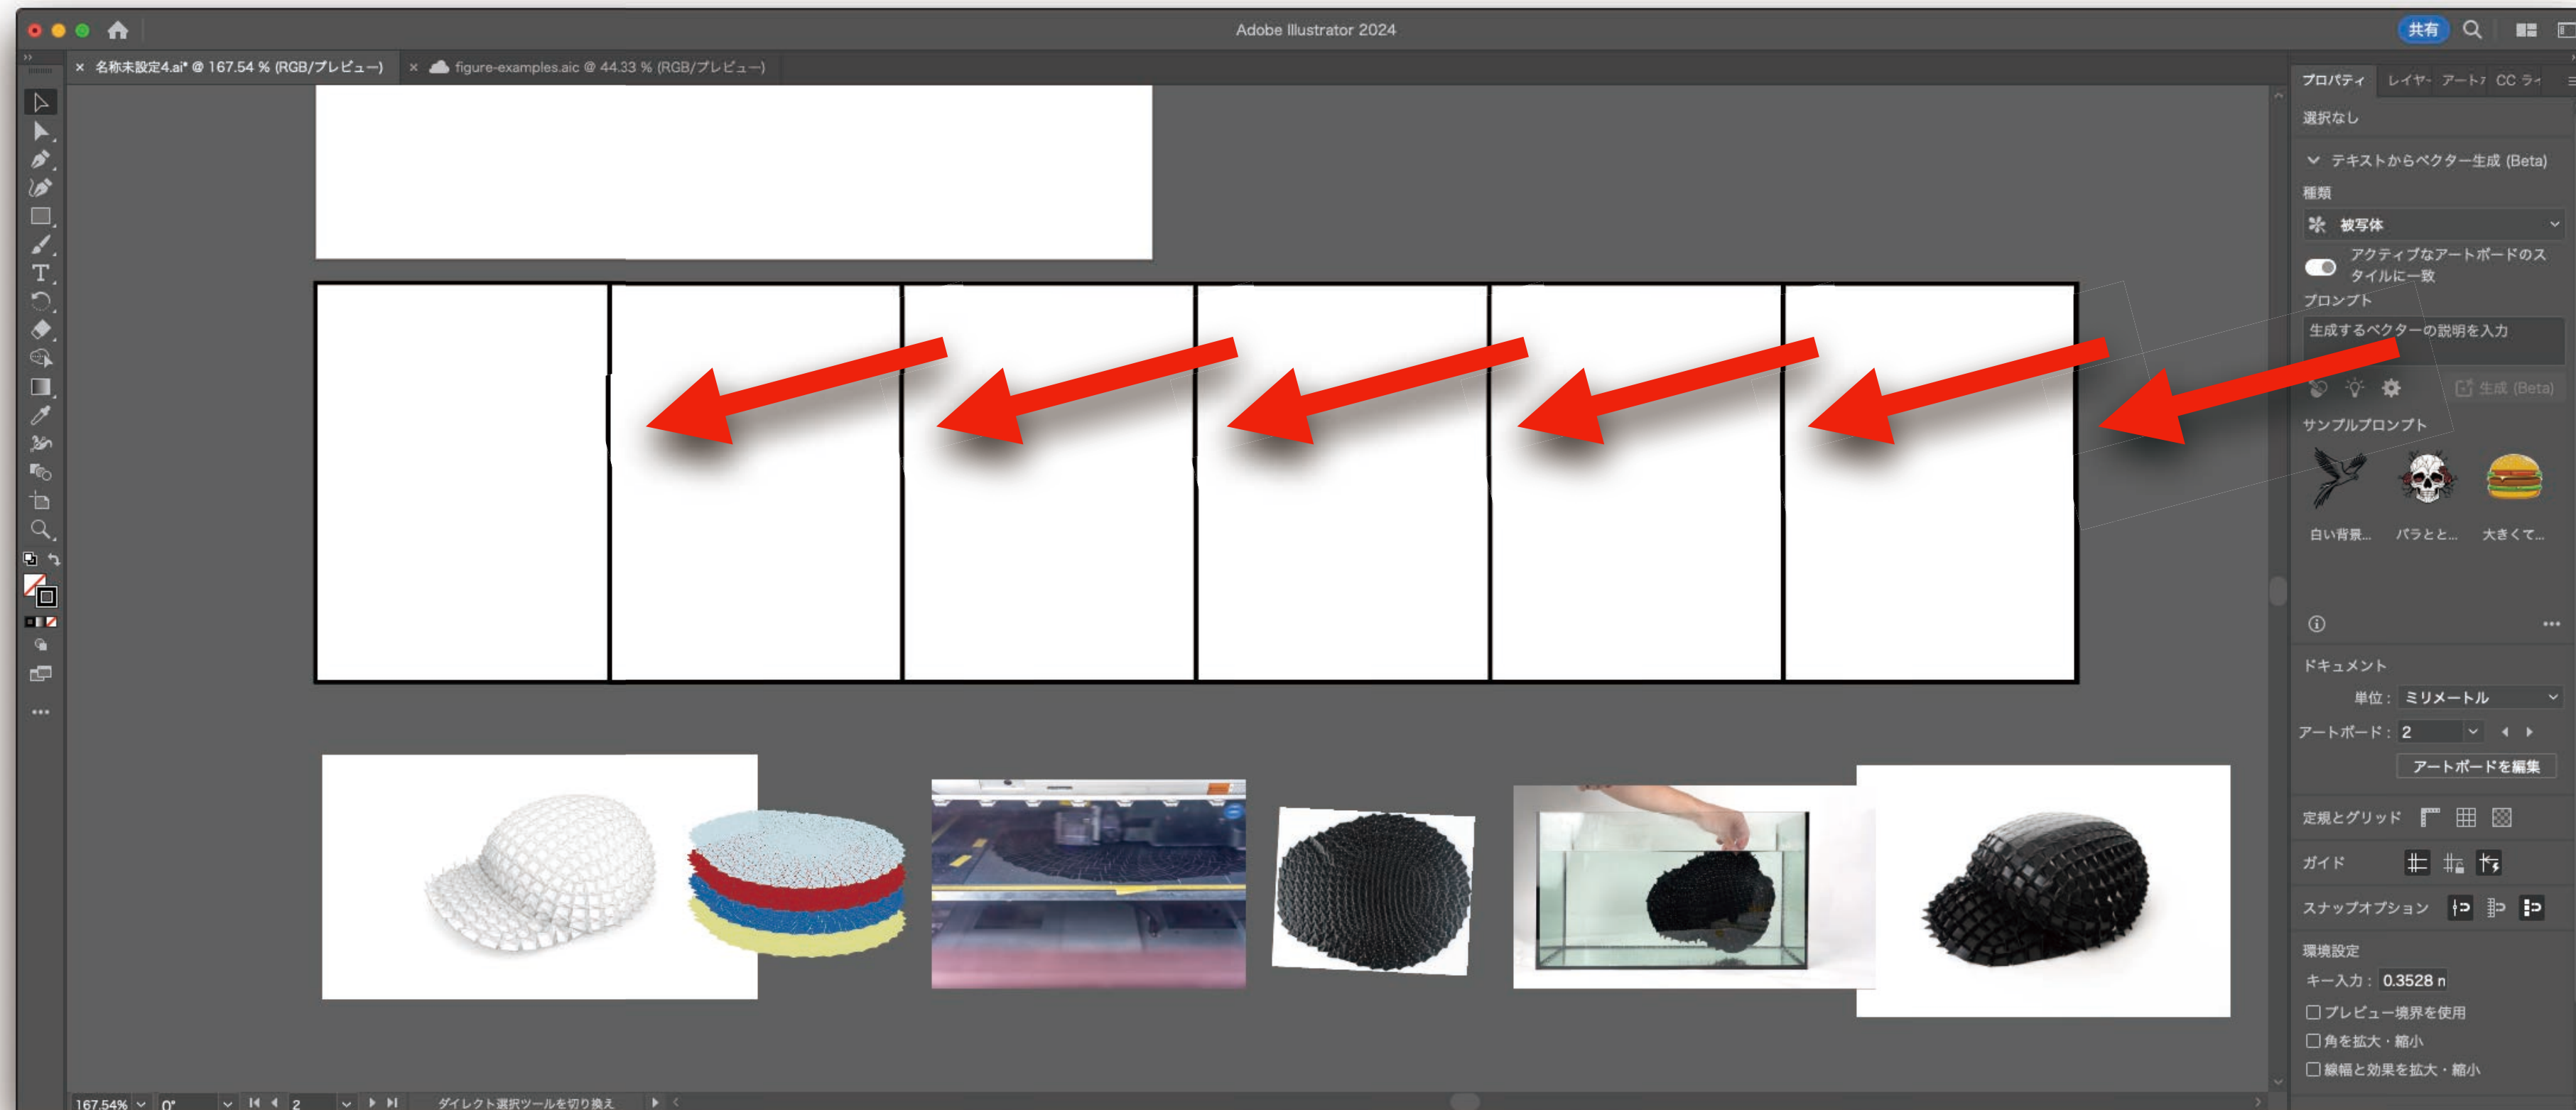 Adobe Illustrator 2024
共有
× 名称未設定4.ai* @ 167.54 % (RGB/プレビュー)
× figure-examples.aic @ 44.33 % (RGB/プレビュー)
プロパティ レイヤ- アートォ CC ラィ
選択なし
テキストからベクター生成 (Beta)
種類
被写体
アクティブなアートボードのス
タイルに一致
プロンプト
生成するベクターの説明を入力
生成 (Beta)
サンプルプロンプト
白い背景... バラとと... 大きくて...
ドキュメント
単位: ミリメートル
アートボード: 2
アートボードを編集
定規とグリッド
ガイド
スナップオプション
環境設定
キー入力: 0.3528 n
プレビュー境界を使用
角を拡大・縮小
線幅と効果を拡大・縮小
167.54% 0° 2 ダイレクト選択ツールを切り換え